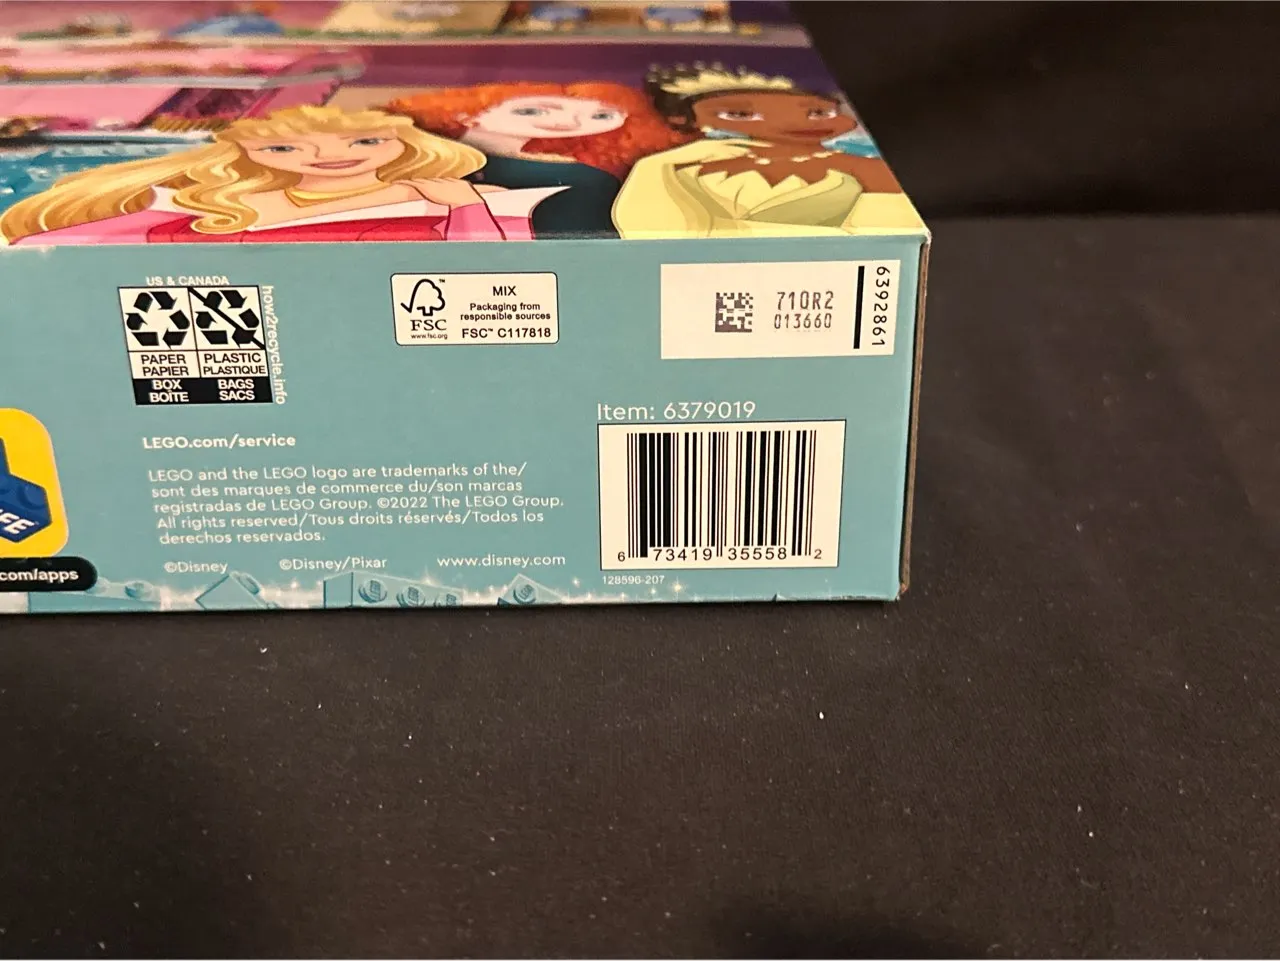 US & CANADA
PAPER
PAPIER
BOX
BOÎTE
PLASTIC
PLASTIQUE
BAGS
SACS
how2recycle.info
FSC™
www.fsc.org
MIX
Packaging from
responsible sources
FSC™ C117818
710R2
013660
6392861
LEGO.com/service
LEGO and the LEGO logo are trademarks of the/
sont des marques de commerce du/son marcas
registradas de LEGO Group. ©2022 The LEGO Group.
All rights reserved/Tous droits réservés/Todos los
derechos reservados.
©Disney
©Disney/Pixar
www.disney.com
Item: 6379019
6 73419 35558 2
128596-207
com/apps